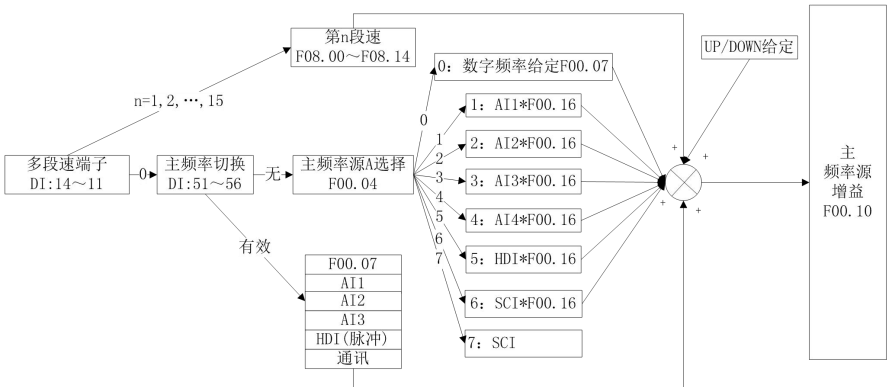 第n段速
F08.00～F08.14
UP/DOWN给定
n=1,2,…,15
多段速端子
DI:14～11
0
主频率切换
DI:51～56
无
主频率源A选择
F00.04
有效
F00.07
AI1
AI2
AI3
HDI(脉冲)
通讯
0
1
2
3
4
5
6
7
0: 数字频率给定F00.07
1: AI1*F00.16
2: AI2*F00.16
3: AI3*F00.16
4: AI4*F00.16
5: HDI*F00.16
6: SCI*F00.16
7: SCI
+
+
+
+
主
频率源
增益
F00.10